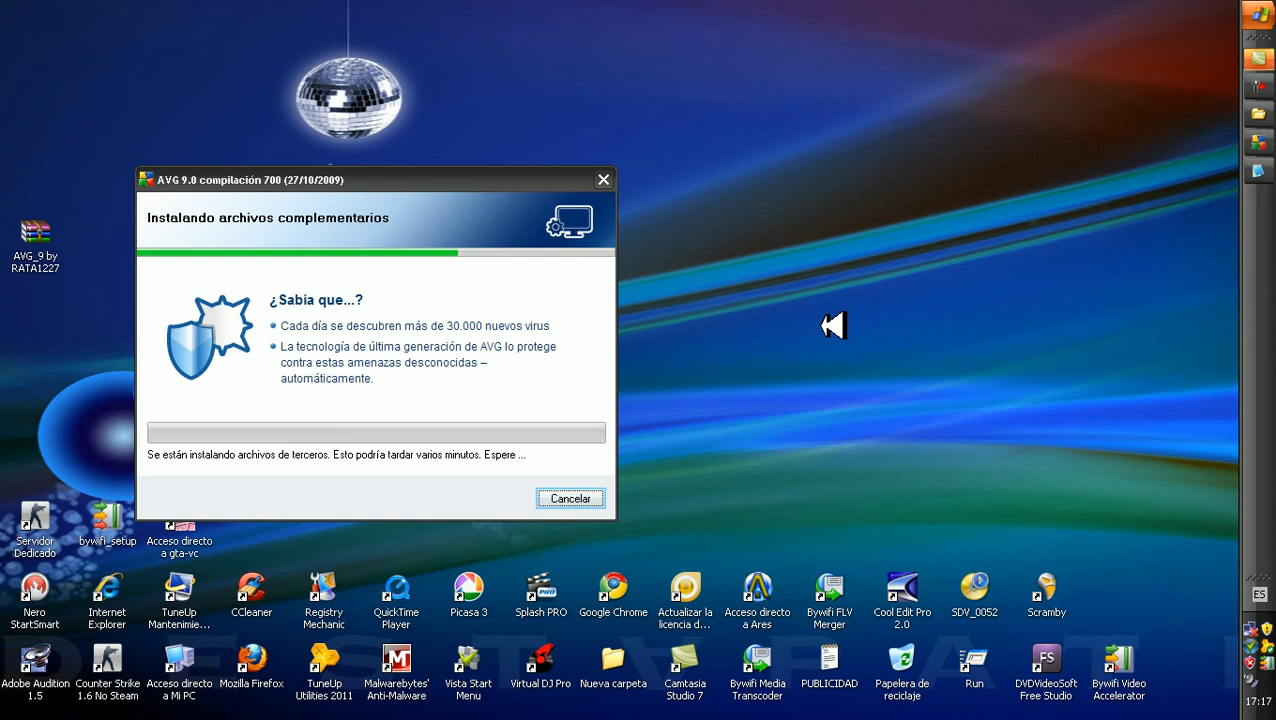 AVG 9.0 compilación 700 (27/10/2009)
Instalando archivos complementarios
¿Sabía que...?
Cada día se descubren más de 30.000 nuevos virus
La tecnología de última generación de AVG lo protege
contra estas amenazas desconocidas –
automáticamente.
Se están instalando archivos de terceros. Esto podría tardar varios minutos. Espere ...
Cancelar
AVG_9 by
RATA1227
Servidor
Dedicado
bywifi_setup
Acceso directo
a gta-vc
Nero
StartSmart
Internet
Explorer
TuneUp
Mantenimie...
CCleaner
Registry
Mechanic
QuickTime
Player
Picasa 3
Splash PRO
Google Chrome
Actualizar la
licencia d...
Acceso directo
a Ares
Bywifi FLV
Merger
Cool Edit Pro
2.0
SDV_0052
Scramby
Adobe Audition
1.5
Counter Strike
1.6 No Steam
Acceso directo
a Mi PC
Mozilla Firefox
TuneUp
Utilities 2011
Malwarebytes'
Anti-Malware
Vista Start
Menu
Virtual DJ Pro
Nueva carpeta
Camtasia
Studio 7
Bywifi Media
Transcoder
PUBLICIDAD
Papelera de
reciclaje
Run
DVDVideoSoft
Free Studio
Bywifi Video
Accelerator
ES
17:17